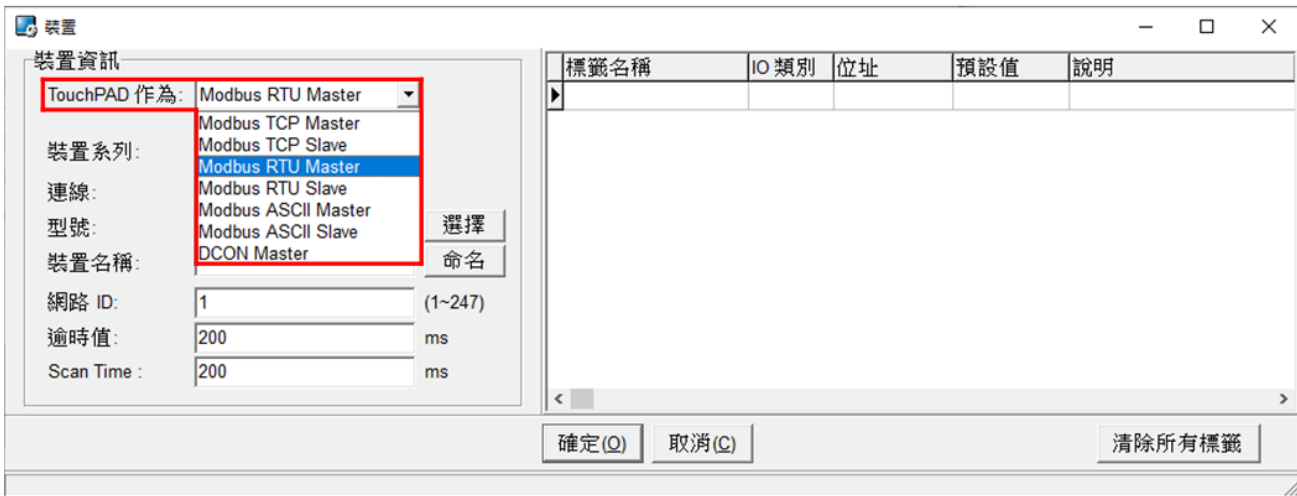 裝置
裝置資訊
TouchPAD 作為: Modbus RTU Master
Modbus TCP Master
Modbus TCP Slave
Modbus RTU Master
Modbus RTU Slave
Modbus ASCII Master
Modbus ASCII Slave
DCON Master
裝置系列:
連線:
型號: 選擇
裝置名稱: 命名
網路 ID: 1 (1~247)
逾時值: 200 ms
Scan Time : 200 ms
標籤名稱 IO 類別 位址 預設值 說明
確定(O) 取消(C) 清除所有標籤